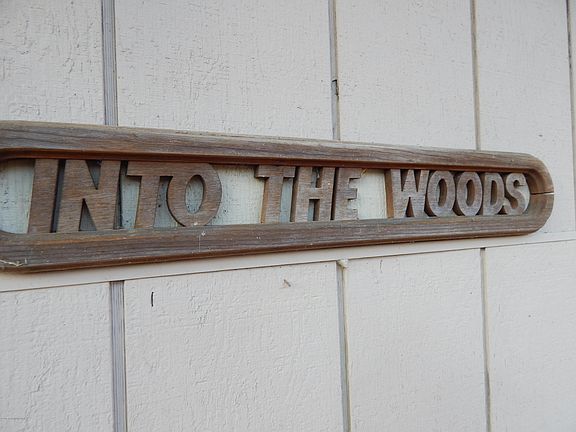 INTO THE WOODS